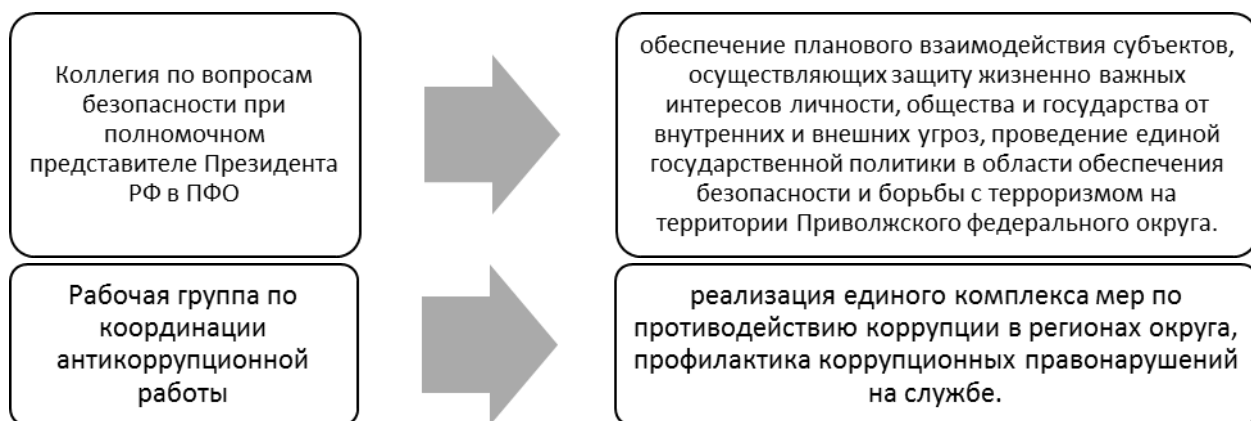 Коллегия по вопросам
безопасности при
полномочном
представителе Президента
РФ в ПФО
обеспечение планового взаимодействия субъектов,
осуществляющих защиту жизненно важных
интересов личности, общества и государства от
внутренних и внешних угроз, проведение единой
государственной политики в области обеспечения
безопасности и борьбы с терроризмом на
территории Приволжского федерального округа.
Рабочая группа по
координации
антикоррупционной
работы
реализация единого комплекса мер по
противодействию коррупции в регионах округа,
профилактика коррупционных правонарушений
на службе.